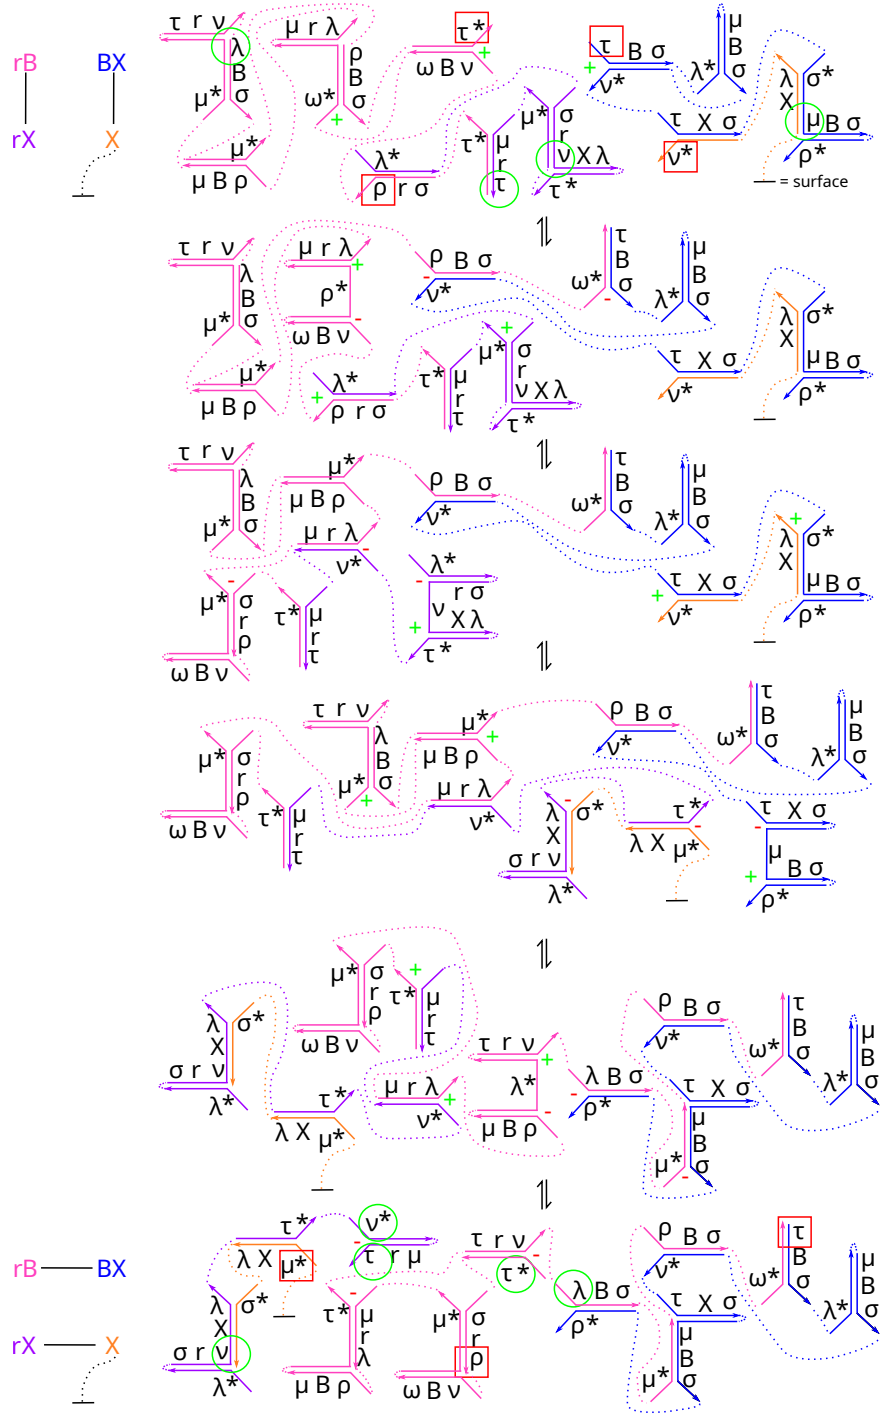 τ r ν
μ r λ
τ*
τ B σ
μ
rB BX
λ
ρ
+
+
B
B
B
λ
σ*
μ* σ
ω* σ
ω B ν
ν*
λ* σ
X
+
μ*
λ*
τ* μ
μ* σ
τ X σ
μ B σ
rX X
r
r
μ B ρ
ρ r σ
τ
ν X λ
ν*
ρ*
τ*
= surface
⇌
τ r ν
μ r λ
ρ B σ
τ
μ
λ
+
-
B
B
B
ρ*
ν*
ω*
λ*
σ
λ
σ*
μ* σ
-
-
X
ω B ν
+
μ*
λ*
τ* μ
μ* σ
τ X σ
μ B σ
r
r
μ B ρ
+
ρ r σ
τ
ν X λ
ν*
ρ*
τ*
⇌
τ r ν
μ*
ρ B σ
τ
μ
λ
μ B ρ
B
B
B
ν*
ω*
λ* σ
+
μ* σ
μ r λ
λ
σ*
ν* -
λ*
X
-
-
r σ
τ X σ
μ B σ
μ* σ
τ* μ
ν
+
r
r
+
X λ
ν*
ρ*
ρ
τ
τ*
ω B ν
⇌
τ r ν
μ*
ρ B σ
τ
μ
λ
+
B
B
μ* σ
B
μ B ρ
ν*
ω* σ
λ* σ
r
μ* σ
ρ
+
μ r λ
-
σ*
τ*
τ X σ
ω B ν
τ* μ
ν*
λ
-
-
r
X
λ X
μ*
μ
τ
σ r ν
+
B σ
λ*
ρ*
⇌
μ* σ
+
ρ
B σ
τ
r
τ* μ
B
λ
σ*
ρ
r
ν*
μ
X
ω B ν
τ
τ r ν
ω* σ
B
σ r ν
+
λ*
λ B σ
τ X σ
λ* σ
λ*
τ*
μ r λ
+
-
-
ρ*
μ
λ X
μ*
ν*
μ B ρ
B
μ* σ
-
⇌
τ*
ν*
τ r ν
ρ
B σ
τ
rB BX
λ X
μ*
-
τ r μ
-
τ*
ν*
B
μ
ω* σ
B
λ
σ*
-
λ B σ
τ X σ
λ* σ
X
τ* μ
μ* σ
ρ*
μ
rX X
σ r ν
r
r
B
λ
ρ
μ* σ
λ*
μ B ρ
ω B ν